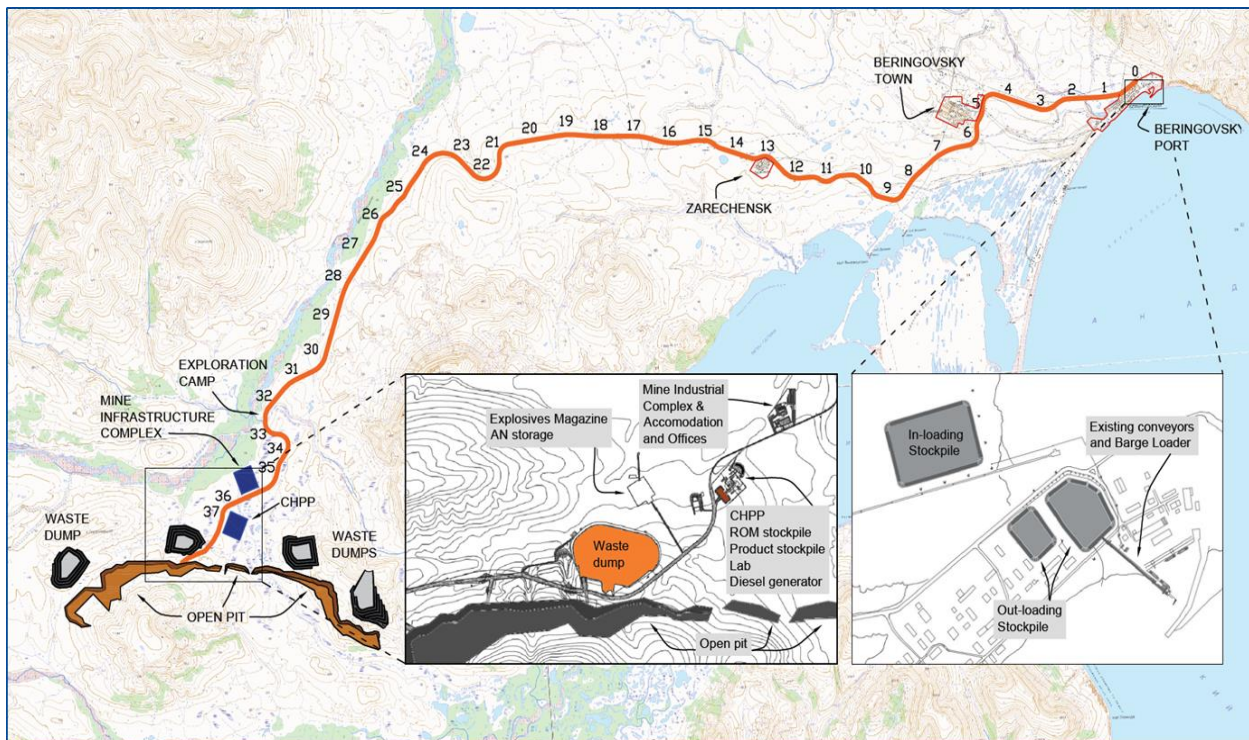 BERINGOVSKY
TOWN
0
1
2
3
4
5
6
7
8
9
10
11
12
13
14
15
16
17
18
19
20
21
22
23
24
25
26
27
28
29
30
31
32
33
34
35
36
37
BERINGOVSKY
PORT
ZARECHENSK
EXPLORATION
CAMP
MINE
INFRASTRUCTURE
COMPLEX
CHPP
WASTE
DUMP
WASTE
DUMPS
OPEN PIT
Explosives Magazine
AN storage
Mine Industrial
Complex &
Accomodation
and Offices
Waste
dump
CHPP
ROM stockpile
Product stockpile
Lab
Diesel generator
Open pit
In-loading
Stockpile
Existing conveyors
and Barge Loader
Out-loading
Stockpile